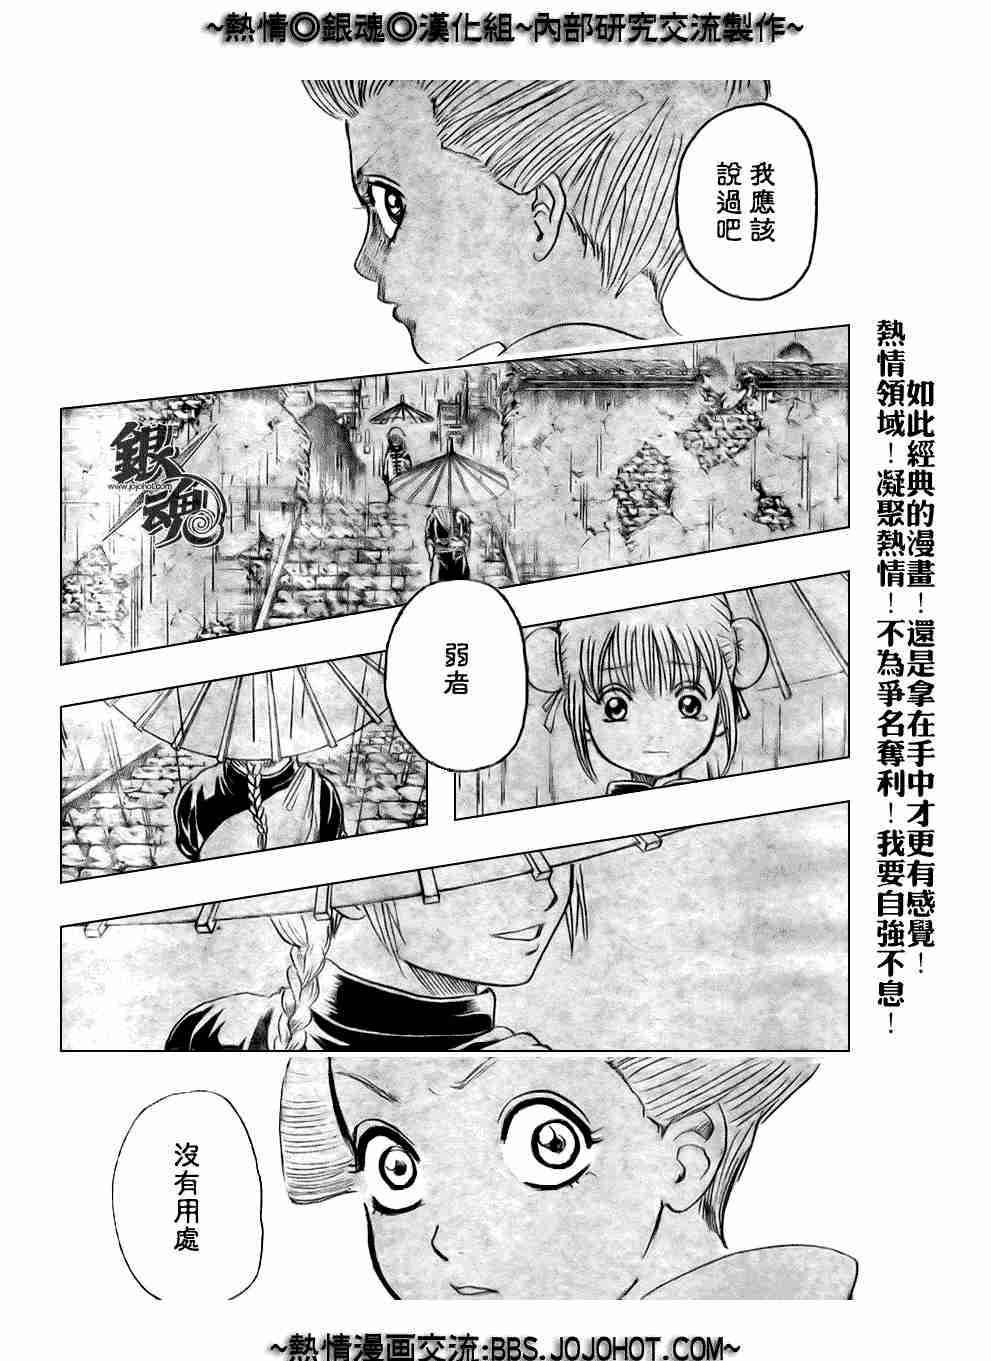 ~熱情◎銀魂◎漢化組~內部研究交流製作~
我應該
說過吧
如此經典的漫畫！還是拿在手中才更有感覺！
熱情領域！凝聚熱情！不為爭名奪利！我要自強不息！
銀魂
www.jojohot.com
弱者
沒有用處
~熱情漫画交流:BBS.JOJOHOT.COM~